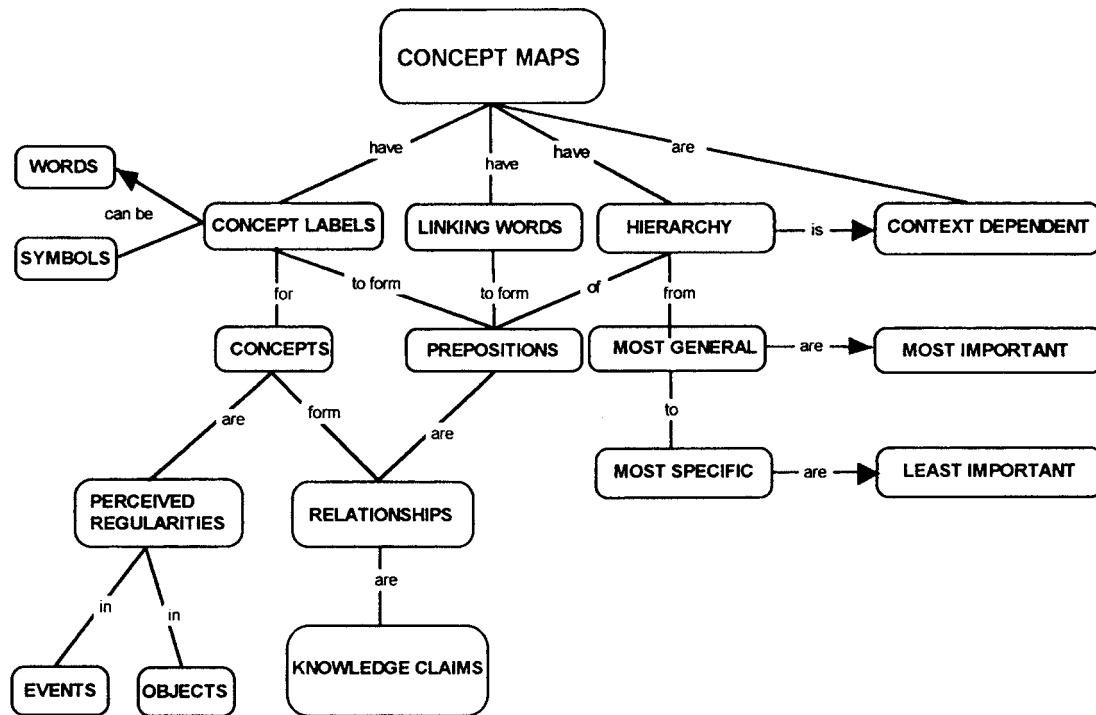 CONCEPT MAPS
have
have
have
are
WORDS
can be
SYMBOLS
CONCEPT LABELS
LINKING WORDS
HIERARCHY
is
CONTEXT DEPENDENT
for
to form
to form
of
from
CONCEPTS
PREPOSITIONS
MOST GENERAL
are
MOST IMPORTANT
are
form
are
to
MOST SPECIFIC
are
LEAST IMPORTANT
PERCEIVED
REGULARITIES
RELATIONSHIPS
in
in
are
EVENTS
OBJECTS
KNOWLEDGE CLAIMS